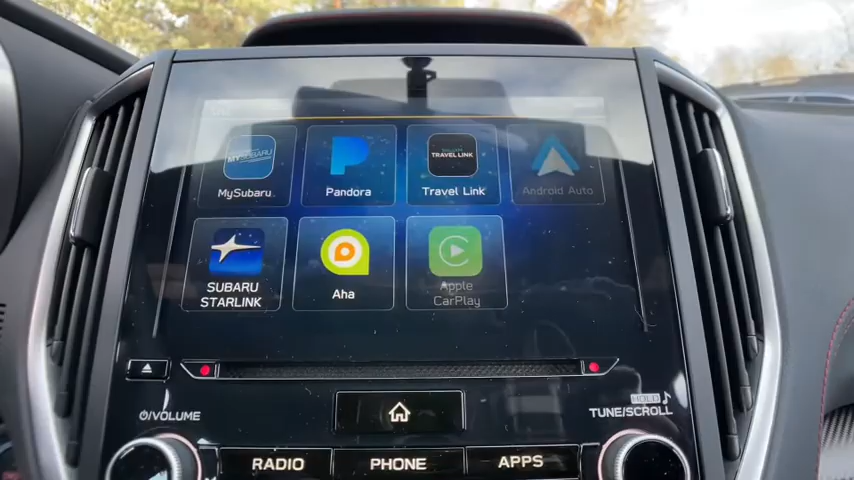 MYSUBARU
TRAVEL LINK
MySubaru
Pandora
Travel Link
Android Auto
SUBARU
STARLINK
Aha
Apple
CarPlay
VOLUME
HOLD
TUNE/SCROLL
RADIO
PHONE
APPS